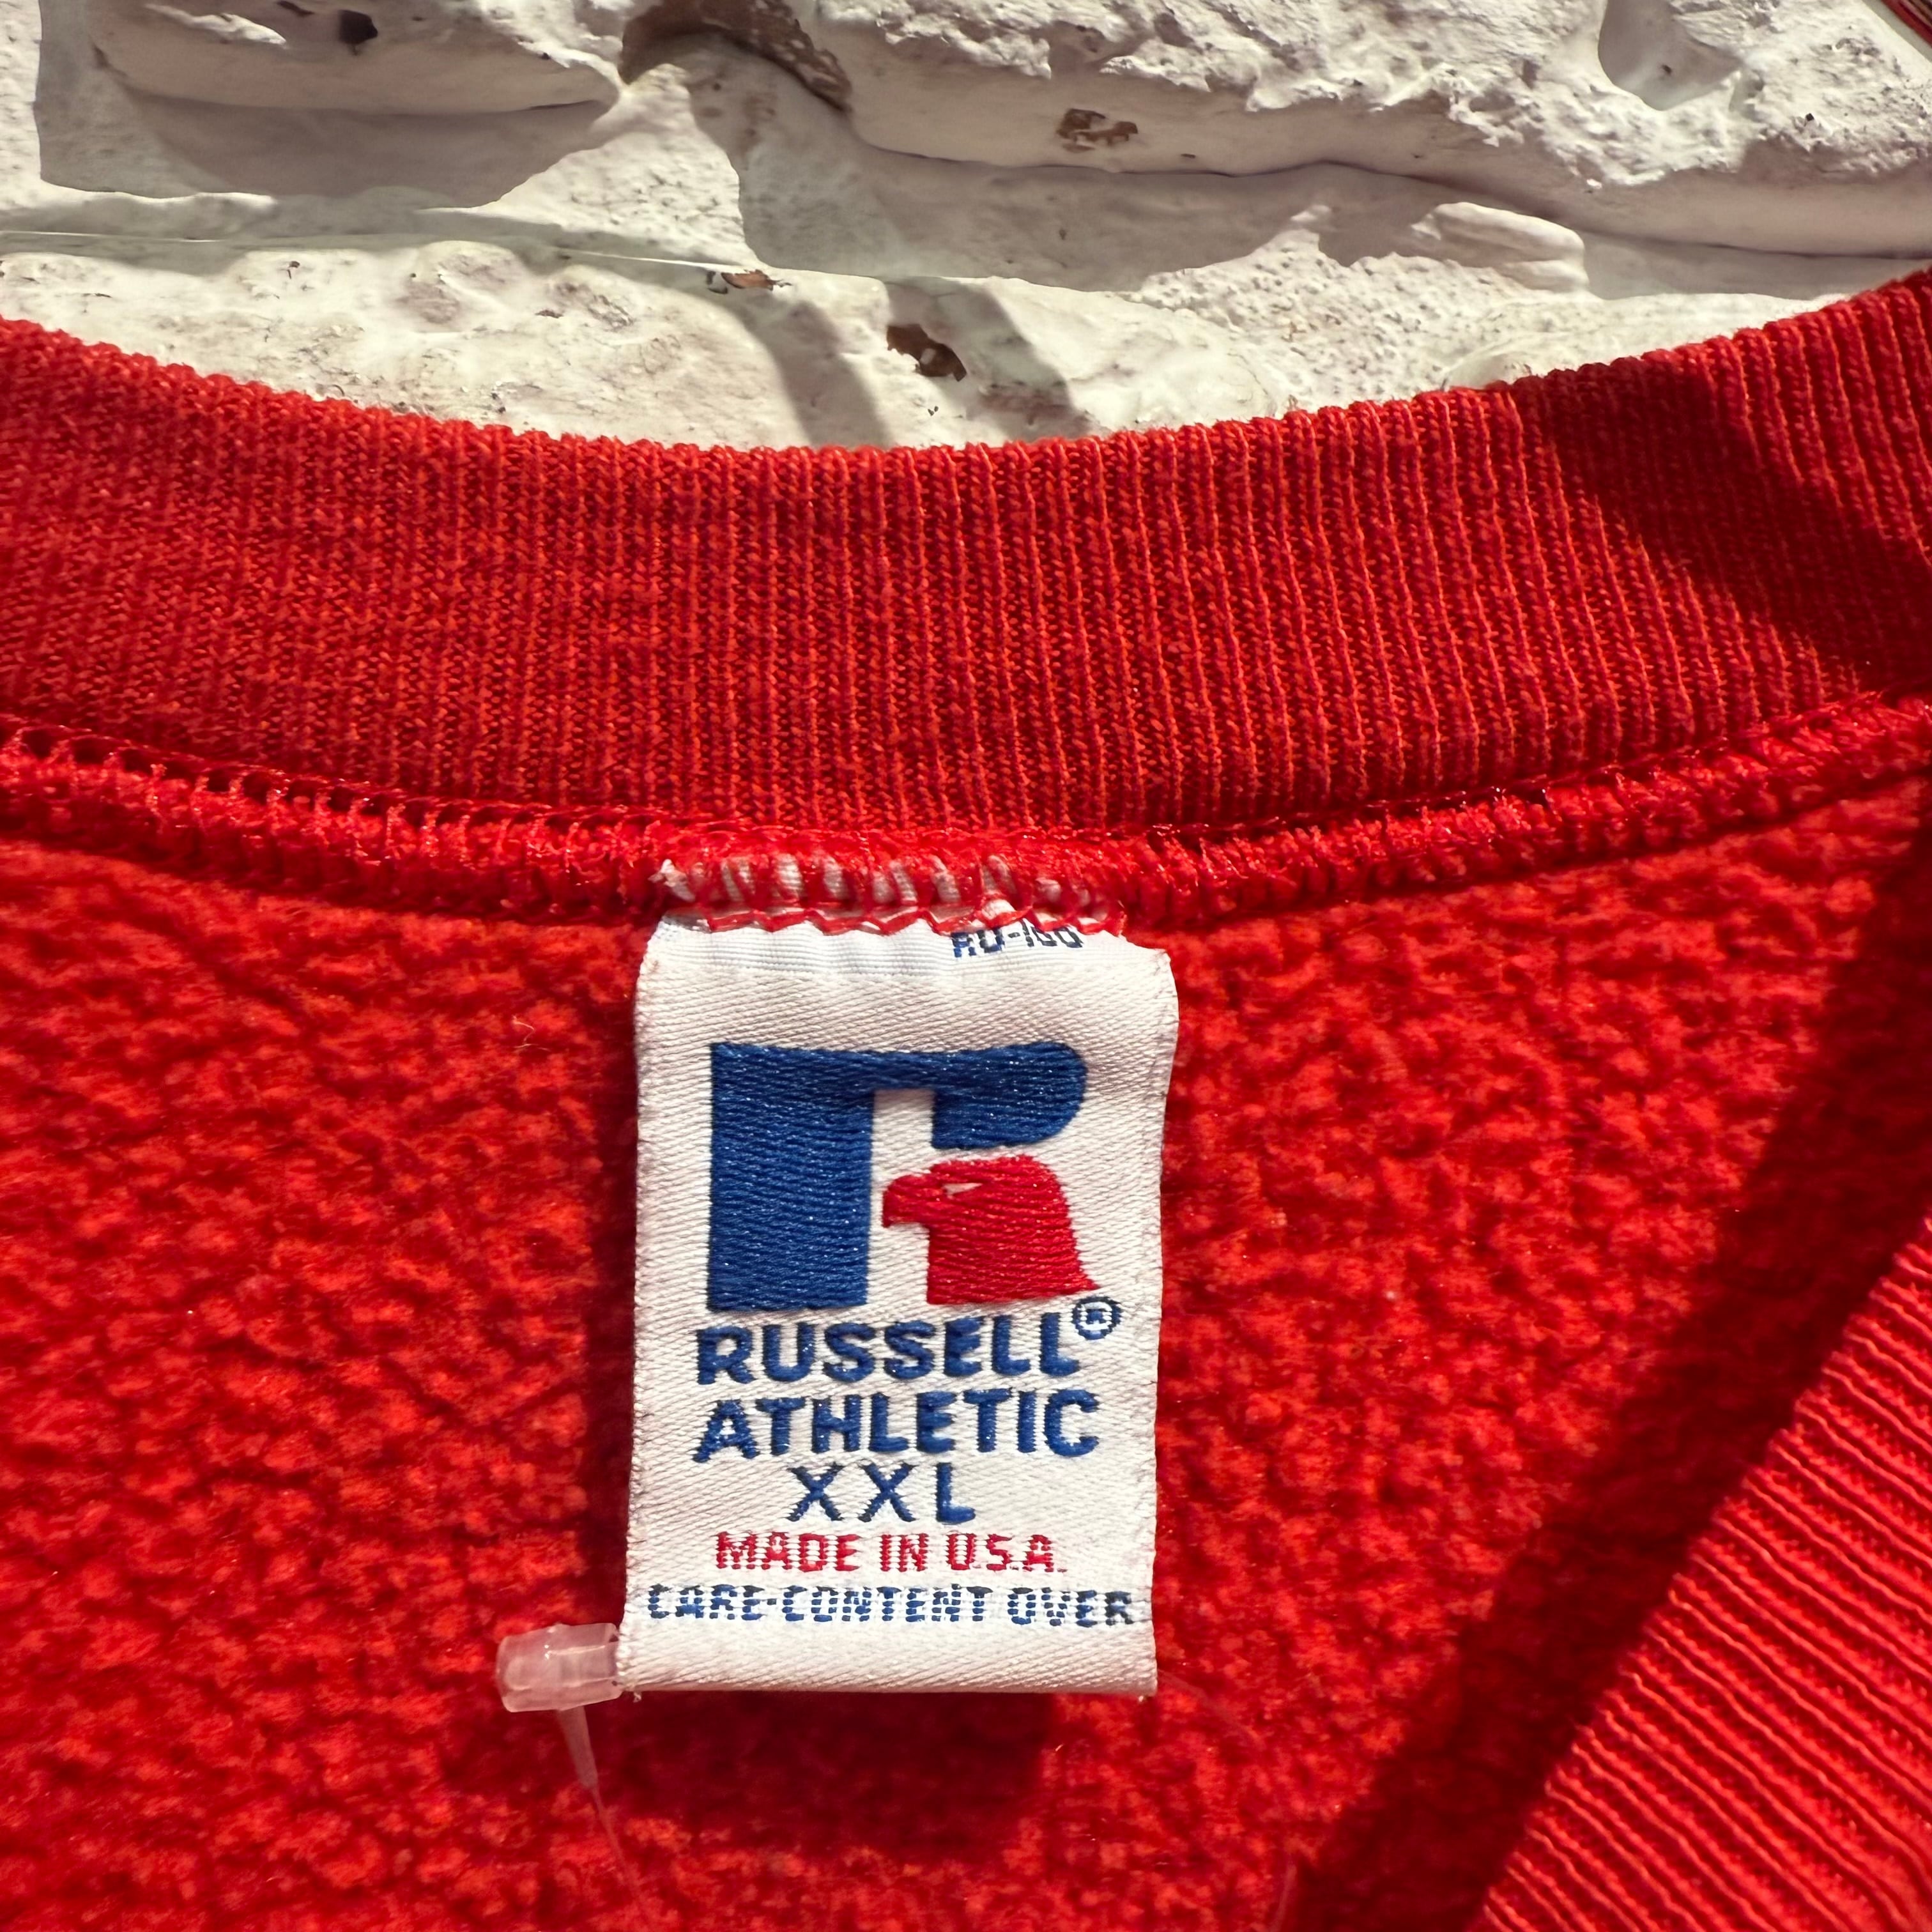 RUSSELL®
ATHLETIC
XXL
MADE IN U.S.A.
CARE-CONTENT OVER